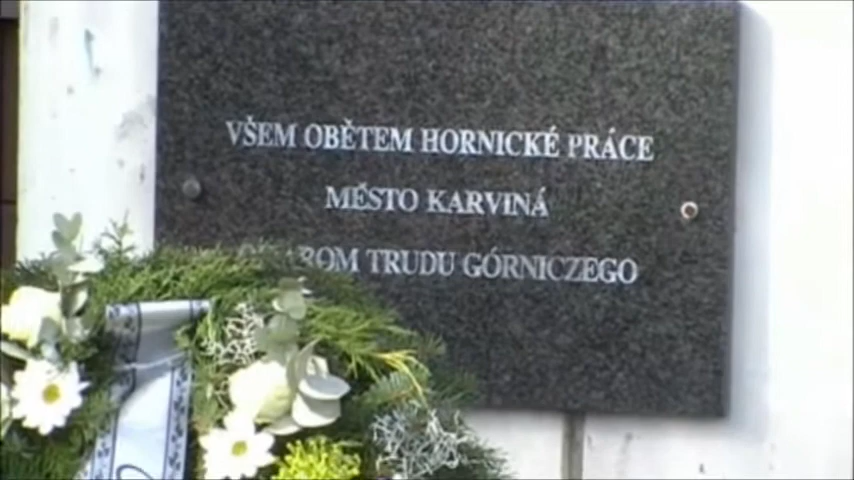 VŠEM OBĚTEM HORNICKÉ PRÁCE
MĚSTO KARVINÁ
TRUDU GÓRNICZEGO